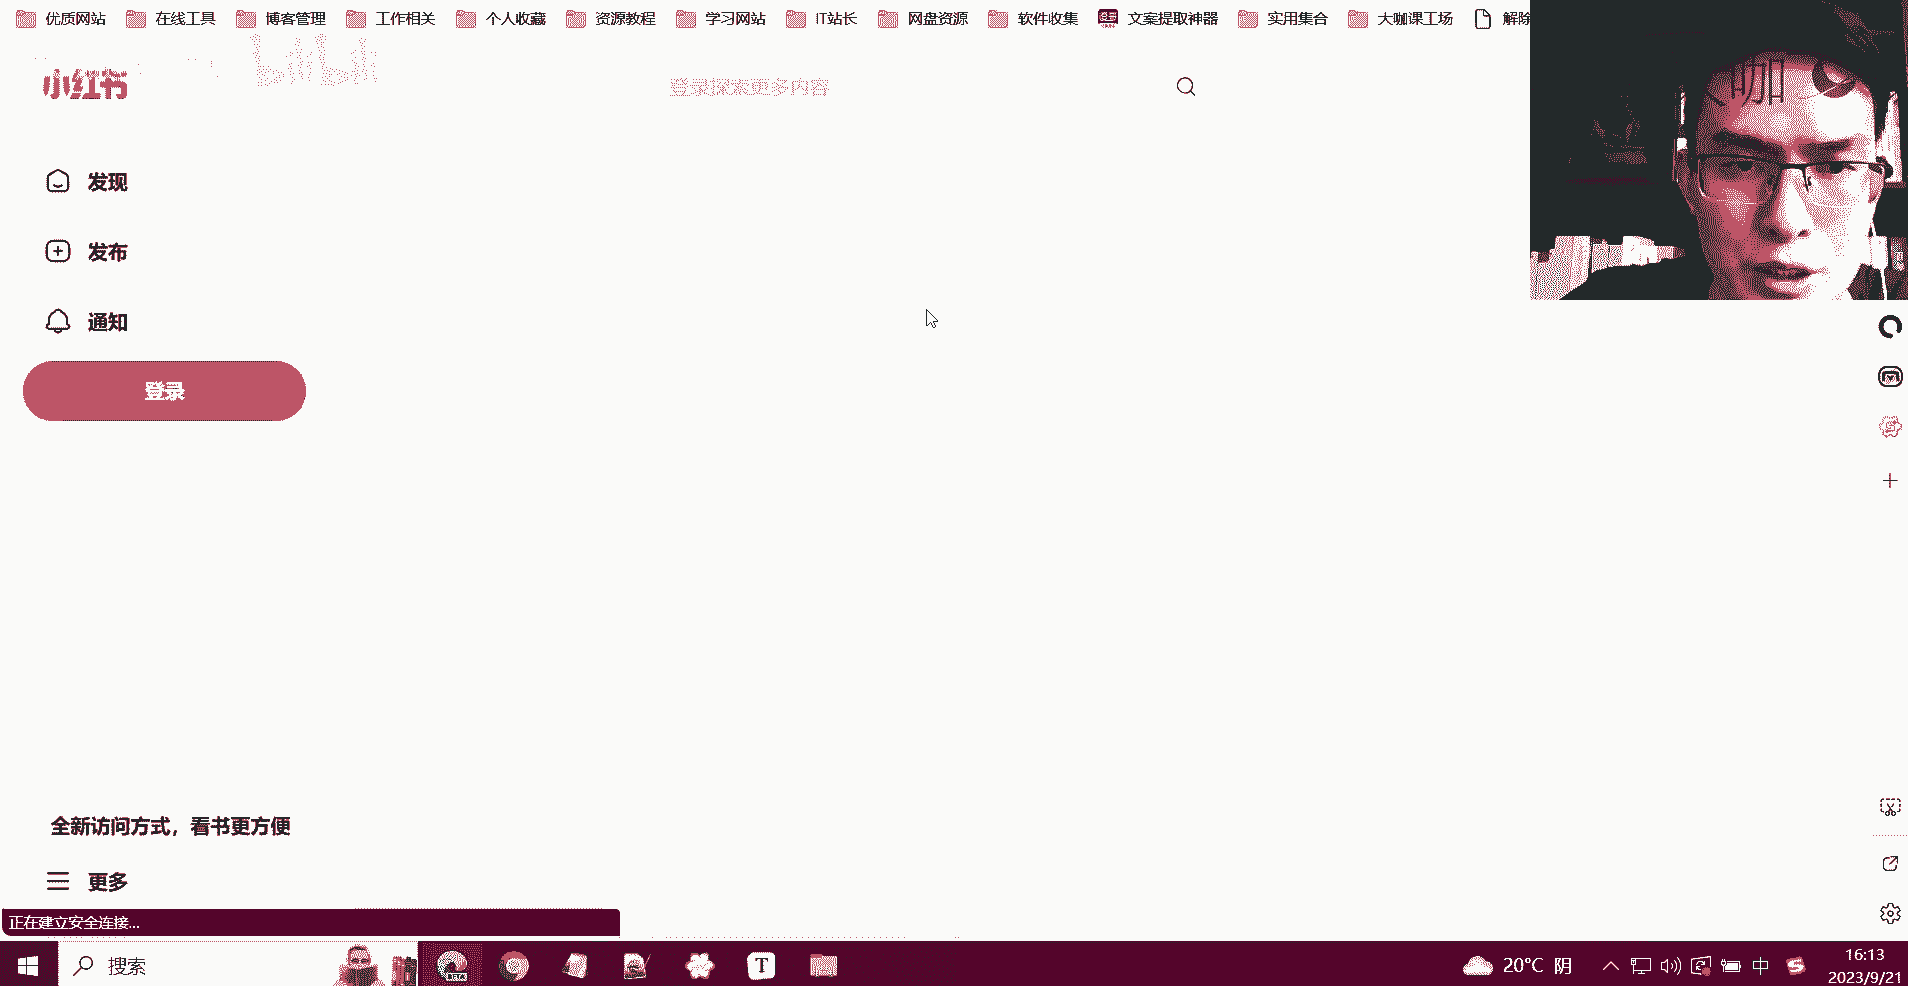 优质网站 在线工具 博客管理 工作相关 个人收藏 资源教程 学习网站 IT站长 网盘资源 软件收集 文案提取神器 实用集合 大咖课工场 解除
bilibili
小红书 登录探索更多内容
咖
发现
发布
通知
登录
全新访问方式，看书更方便
更多
正在建立安全连接...
搜索 BETA T 20°C 阴 中 S 16:13
2023/9/21